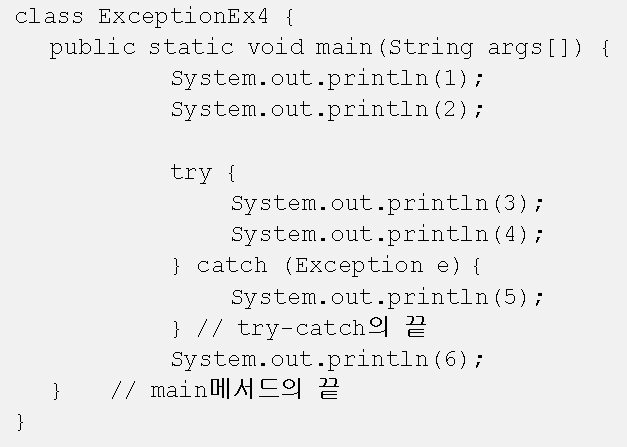 class ExceptionEx4 {
public static void main(String args[]) {
System.out.println(1);
System.out.println(2);
try {
System.out.println(3);
System.out.println(4);
} catch (Exception e){
System.out.println(5);
} // try-catch의 끝
System.out.println(6);
} // main메서드의 끝
}